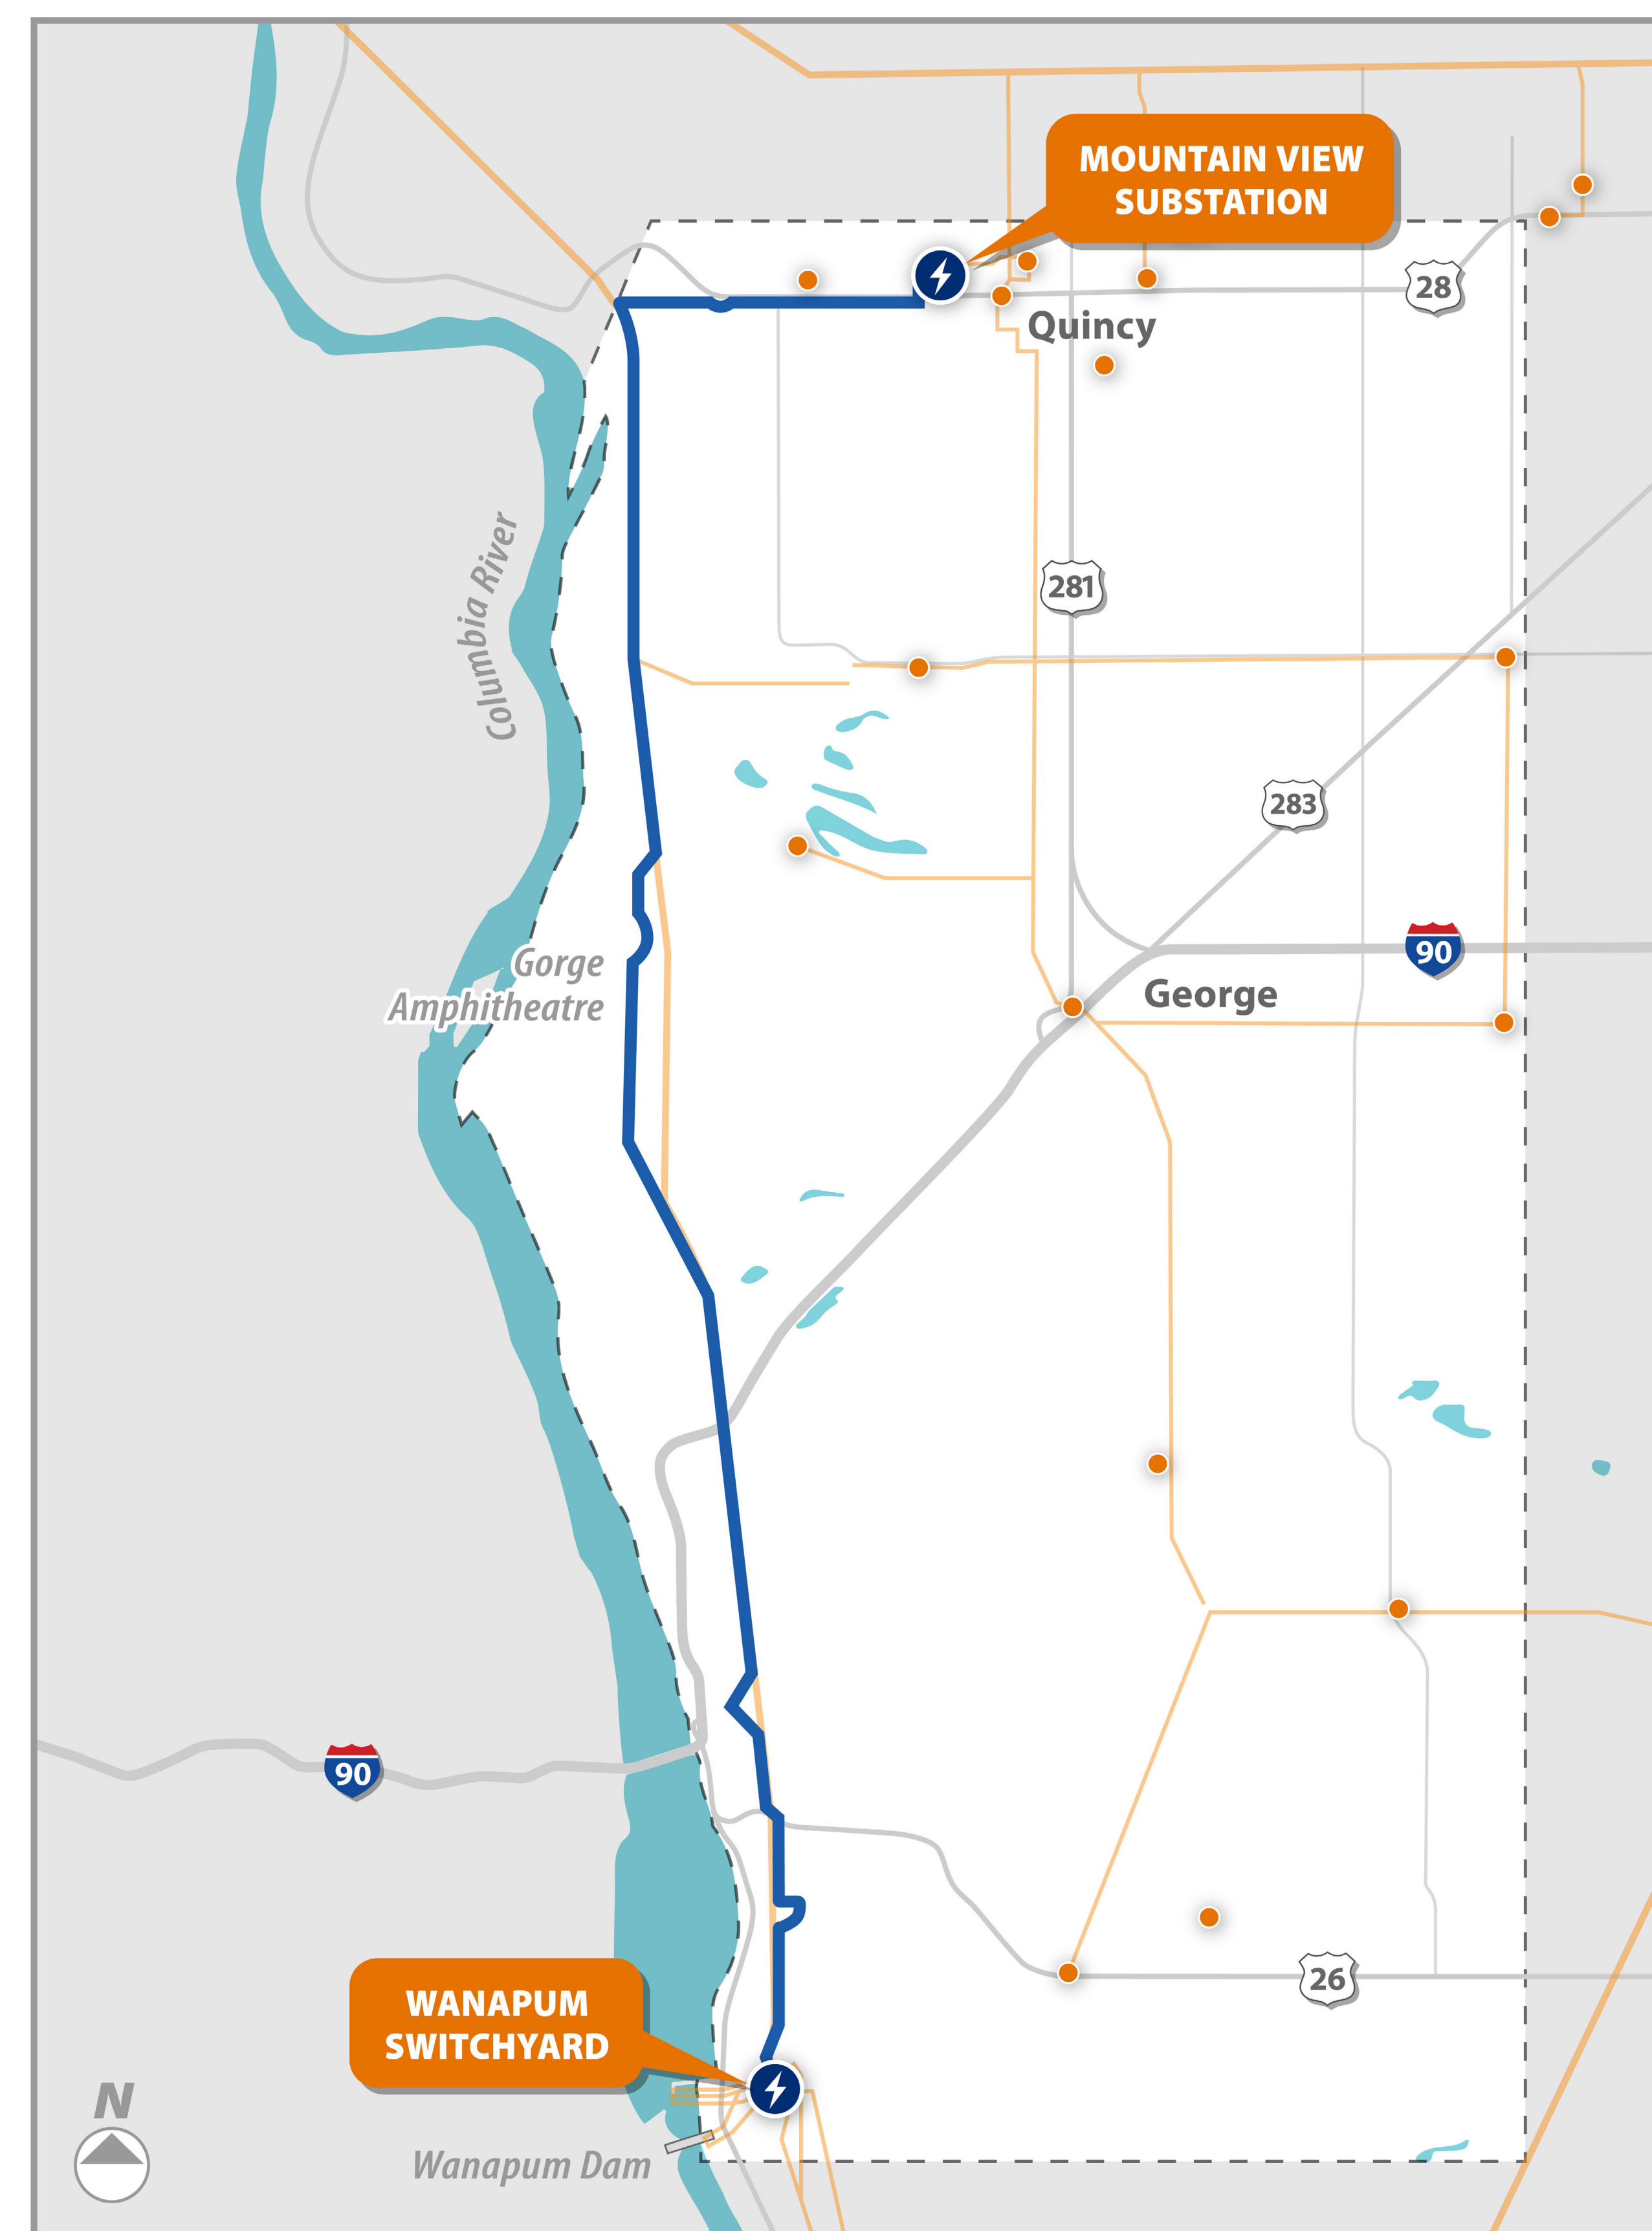 MOUNTAIN VIEW
SUBSTATION
28
Quincy
Columbia River
281
283
90
Gorge
Amphitheatre
George
90
26
WANAPUM
SWITCHYARD
N
Wanapum Dam